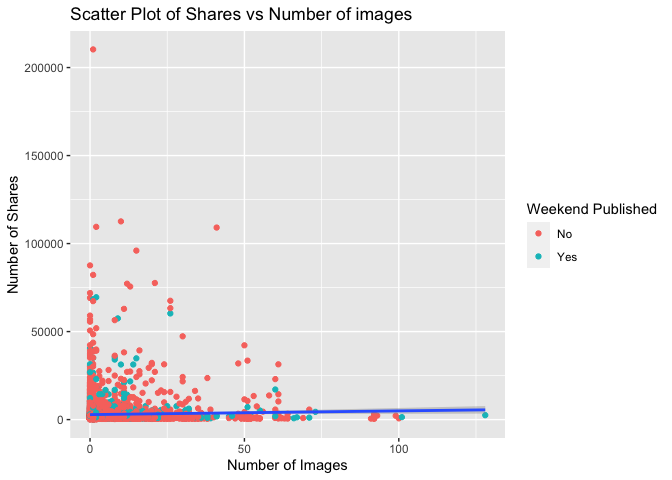 Scatter Plot of Shares vs Number of images
200000
150000
100000
50000
0
Number of Shares
0
50
100
Number of Images
Weekend Published
No
Yes